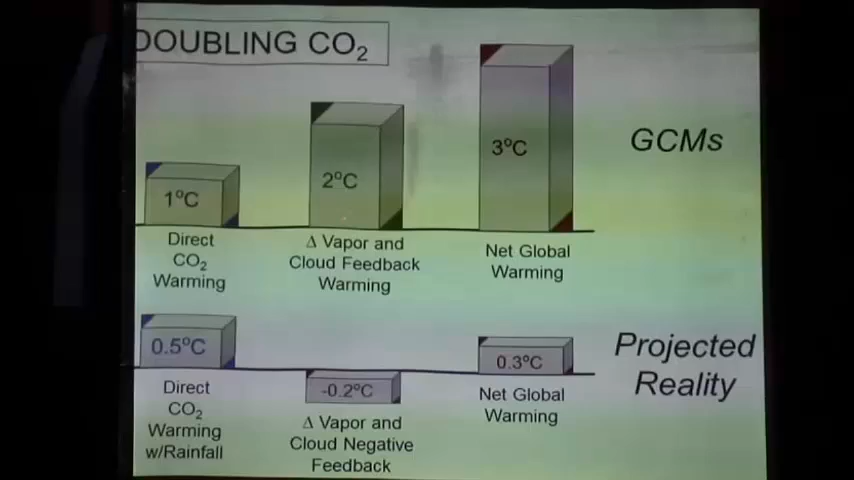 DOUBLING CO₂
1°C
2°C
3°C
GCMs
Direct
CO₂
Warming
Δ Vapor and
Cloud Feedback
Warming
Net Global
Warming
0.5°C
-0.2°C
0.3°C
Projected
Reality
Direct
CO₂
Warming
w/Rainfall
Δ Vapor and
Cloud Negative
Feedback
Net Global
Warming